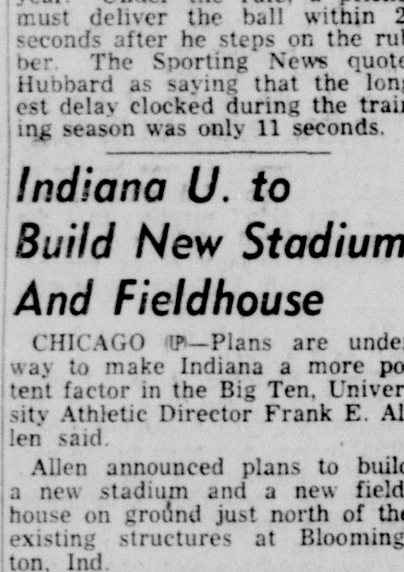 must deliver the ball within 2
seconds after he steps on the rub
ber. The Sporting News quote
Hubbard as saying that the long
est delay clocked during the train
ing season was only 11 seconds.
Indiana U. to
Build New Stadium
And Fieldhouse
CHICAGO (UP)—Plans are under
way to make Indiana a more po
tent factor in the Big Ten, Univer
sity Athletic Director Frank E. Al
len said.
Allen announced plans to build
a new stadium and a new field
house on ground just north of the
existing structures at Blooming
ton, Ind.